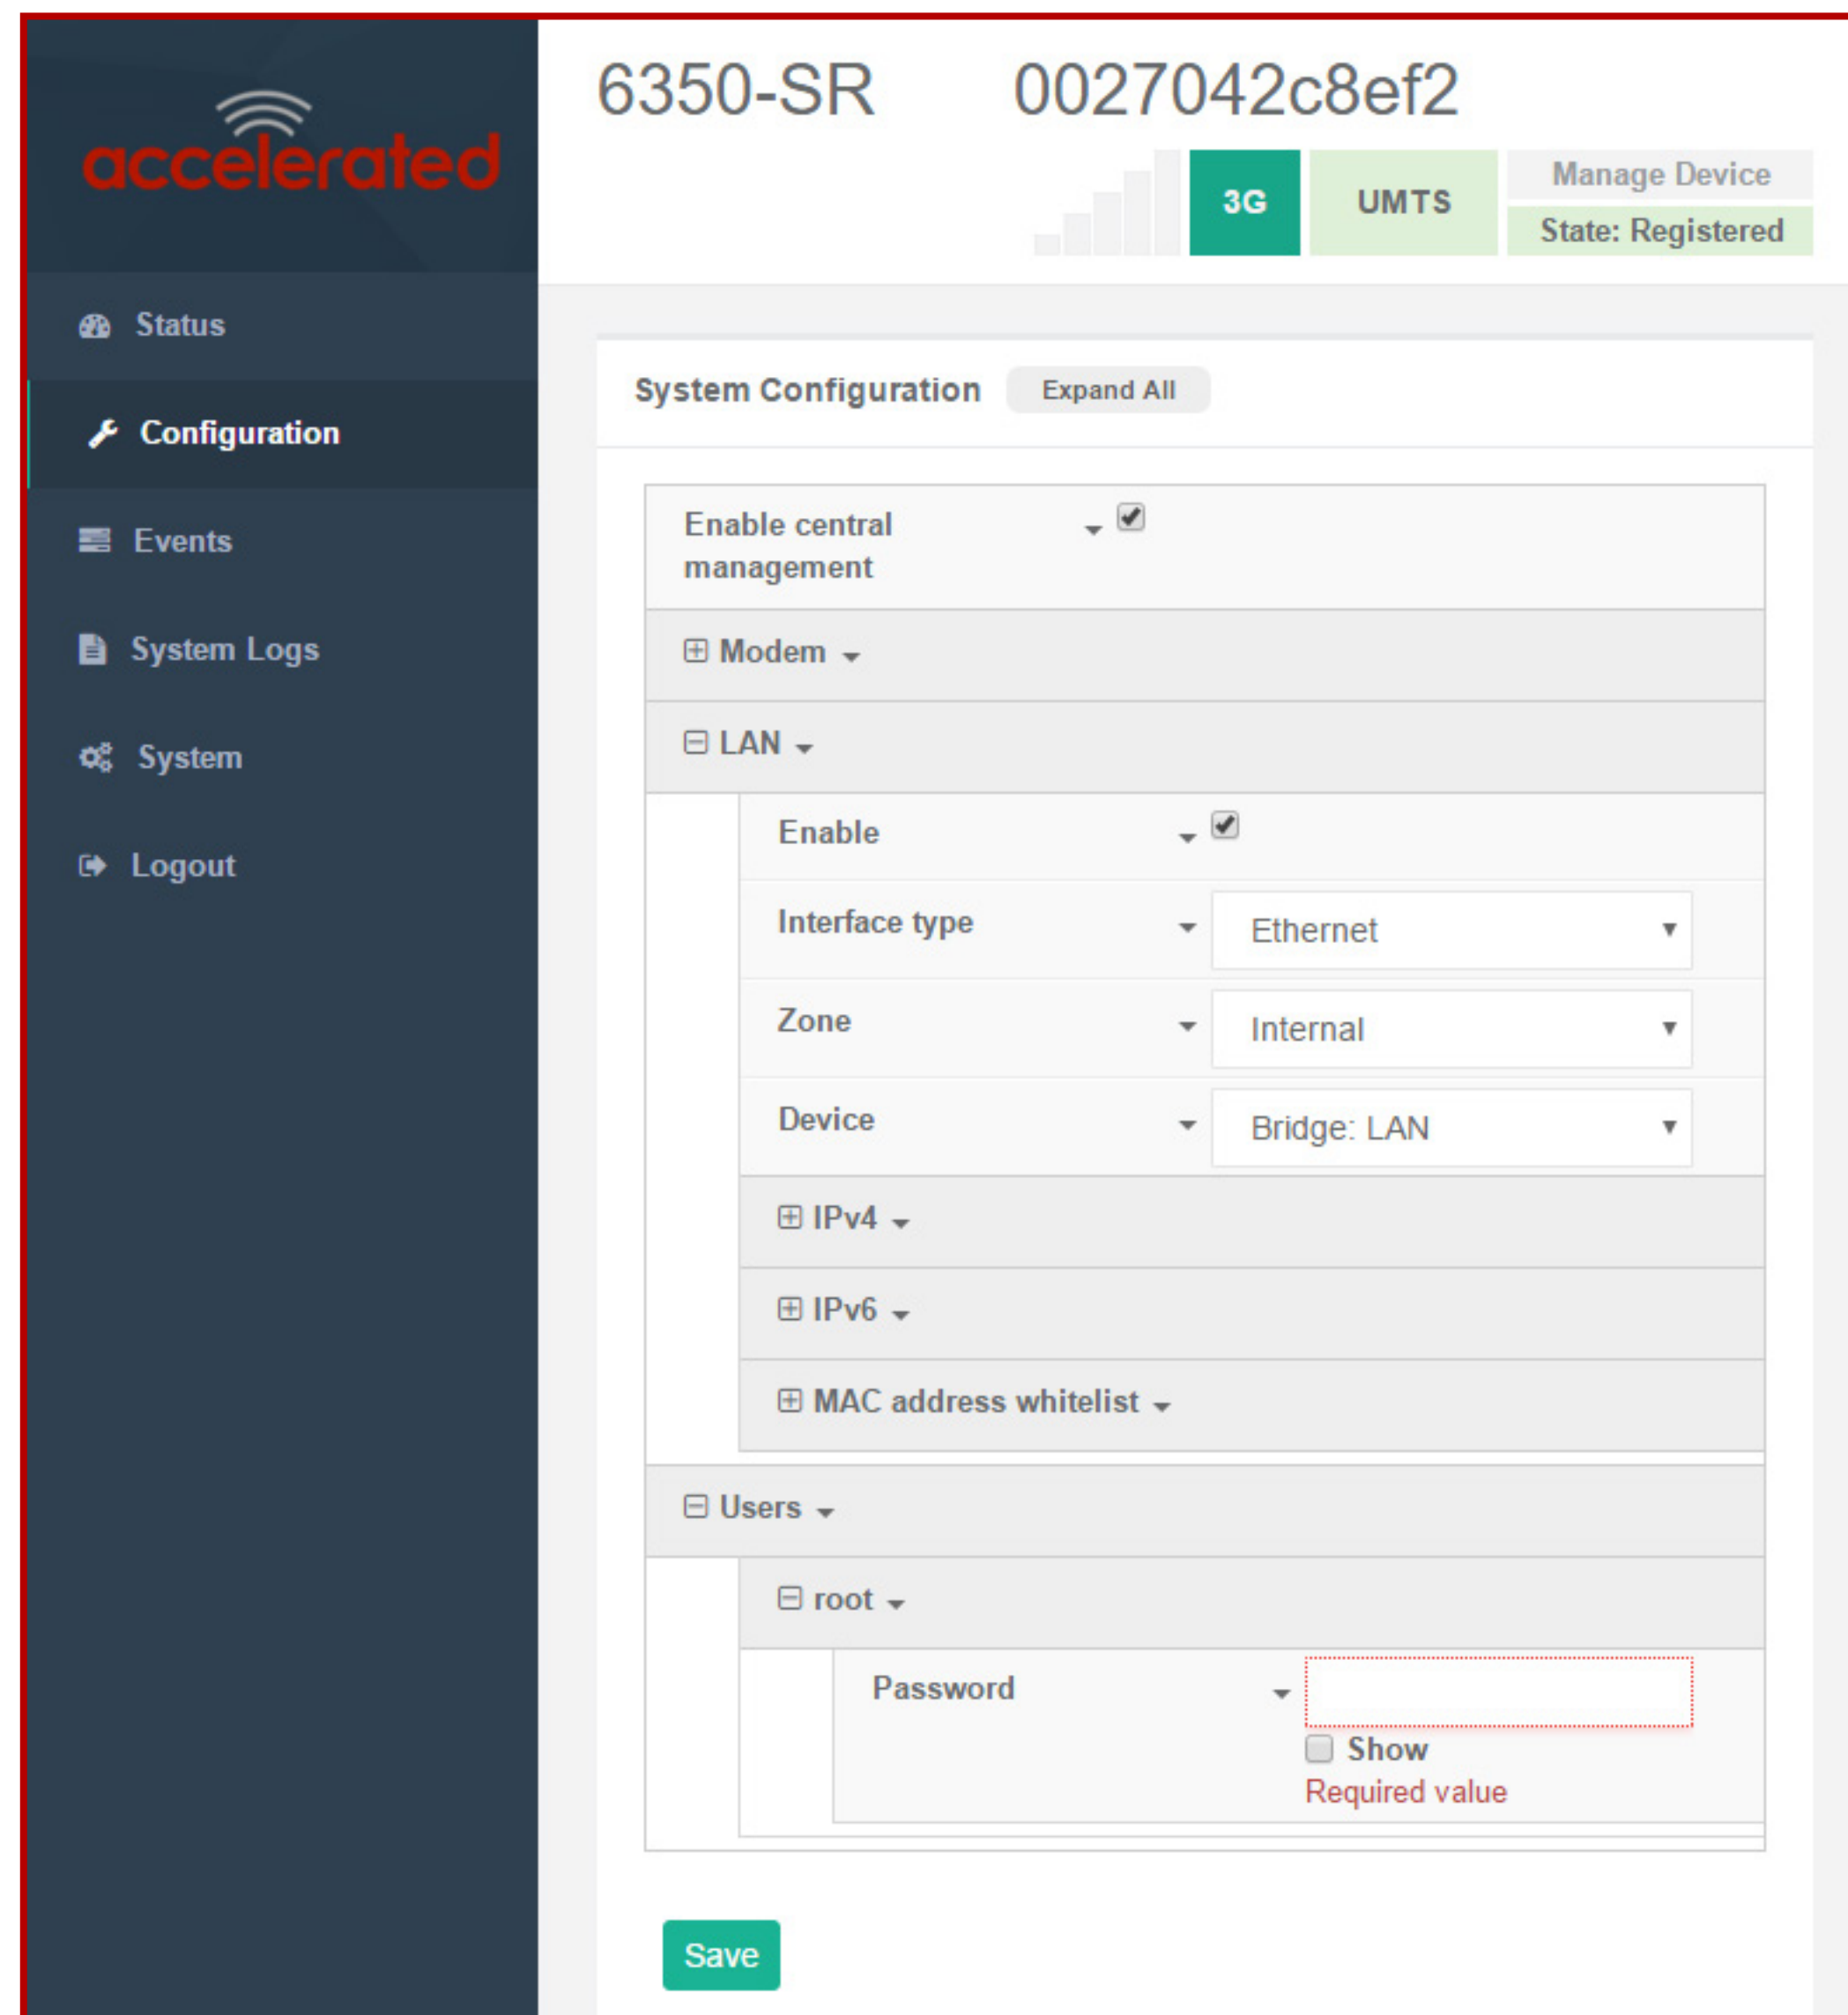 accelerated
6350-SR 0027042c8ef2
3G UMTS Manage Device
State: Registered
Status
Configuration
Events
System Logs
System
Logout
System Configuration Expand All
Enable central
management
Modem
LAN
Enable
Interface type Ethernet
Zone Internal
Device Bridge: LAN
IPv4
IPv6
MAC address whitelist
Users
root
Password
Show
Required value
Save